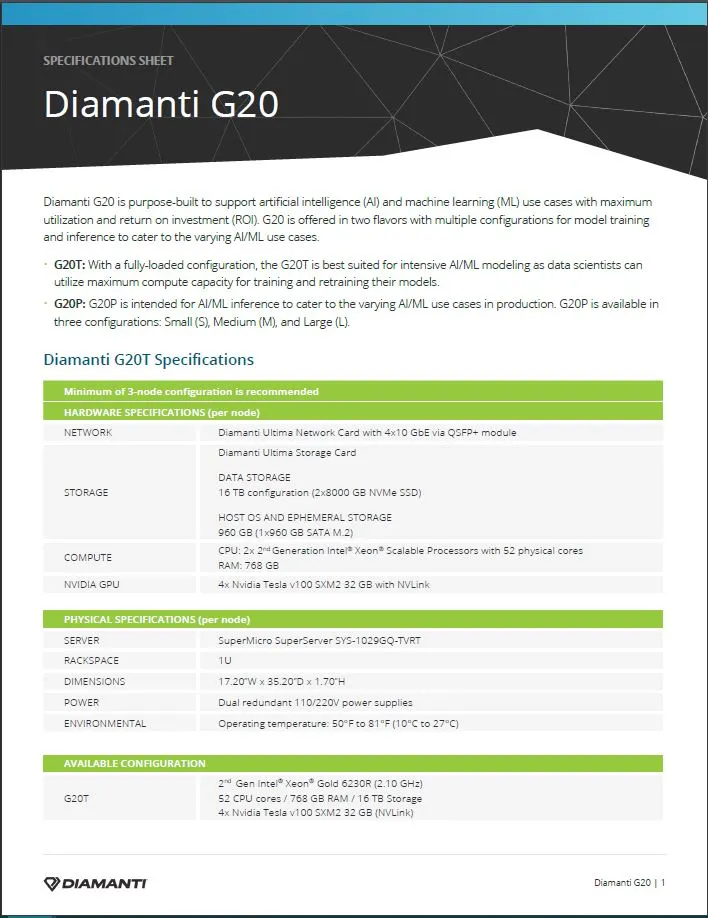 SPECIFICATIONS SHEET
Diamanti G20
Diamanti G20 is purpose-built to support artificial intelligence (AI) and machine learning (ML) use cases with maximum
utilization and return on investment (ROI). G20 is offered in two flavors with multiple configurations for model training
and inference to cater to the varying AI/ML use cases.
· G20T: With a fully-loaded configuration, the G20T is best suited for intensive AI/ML modeling as data scientists can
utilize maximum compute capacity for training and retraining their models.
· G20P: G20P is intended for AI/ML inference to cater to the varying AI/ML use cases in production. G20P is available in
three configurations: Small (S), Medium (M), and Large (L).
Diamanti G20T Specifications
Minimum of 3-node configuration is recommended
HARDWARE SPECIFICATIONS (per node)
NETWORK Diamanti Ultima Network Card with 4x10 GbE via QSFP+ module
STORAGE
Diamanti Ultima Storage Card
DATA STORAGE
16 TB configuration (2x8000 GB NVMe SSD)
HOST OS AND EPHEMERAL STORAGE
960 GB (1x960 GB SATA M.2)
COMPUTE
CPU: 2x 2nd Generation Intel® Xeon® Scalable Processors with 52 physical cores
RAM: 768 GB
NVIDIA GPU 4x Nvidia Tesla v100 SXM2 32 GB with NVLink
PHYSICAL SPECIFICATIONS (per node)
SERVER SuperMicro SuperServer SYS-1029GQ-TVRT
RACKSPACE 1U
DIMENSIONS 17.20"W x 35.20"D x 1.70"H
POWER Dual redundant 110/220V power supplies
ENVIRONMENTAL Operating temperature: 50°F to 81°F (10°C to 27°C)
AVAILABLE CONFIGURATION
G20T
2nd Gen Intel® Xeon® Gold 6230R (2.10 GHz)
52 CPU cores / 768 GB RAM / 16 TB Storage
4x Nvidia Tesla v100 SXM2 32 GB (NVLink)
DIAMANTI
Diamanti G20 | 1